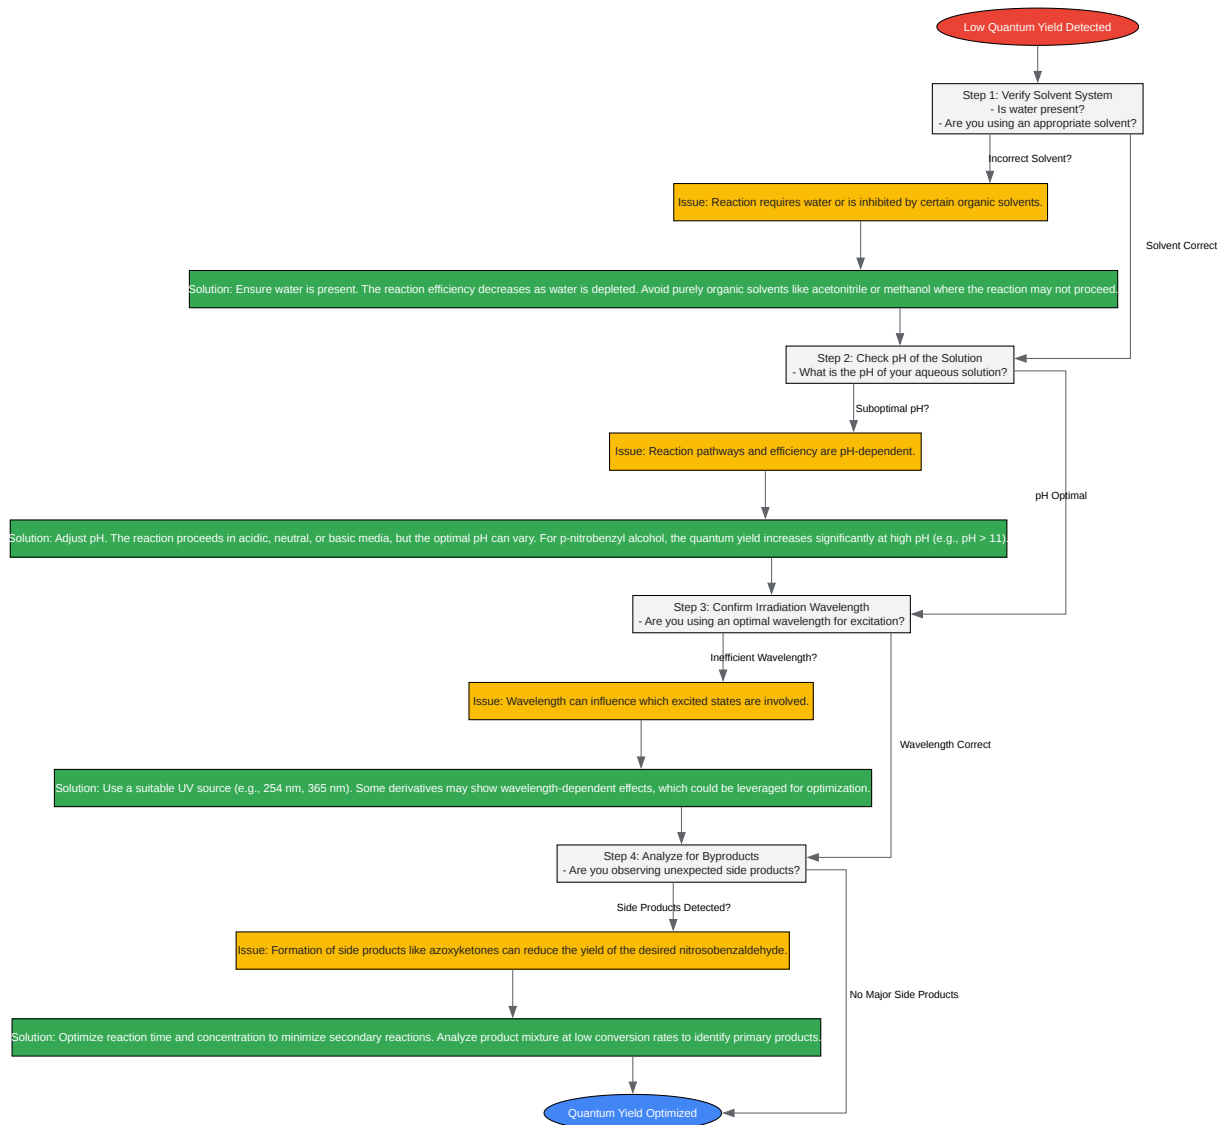 Low Quantum Yield Detected
Step 1: Verify Solvent System
- Is water present?
- Are you using an appropriate solvent?
Incorrect Solvent?
Issue: Reaction requires water or is inhibited by certain organic solvents.
Solvent Correct
Solution: Ensure water is present. The reaction efficiency decreases as water is depleted. Avoid purely organic solvents like acetonitrile or methanol where the reaction may not proceed.
Step 2: Check pH of the Solution
- What is the pH of your aqueous solution?
Suboptimal pH?
Issue: Reaction pathways and efficiency are pH-dependent.
pH Optimal
Solution: Adjust pH. The reaction proceeds in acidic, neutral, or basic media, but the optimal pH can vary. For p-nitrobenzyl alcohol, the quantum yield increases significantly at high pH (e.g., pH > 11).
Step 3: Confirm Irradiation Wavelength
- Are you using an optimal wavelength for excitation?
Inefficient Wavelength?
Issue: Wavelength can influence which excited states are involved.
Wavelength Correct
Solution: Use a suitable UV source (e.g., 254 nm, 365 nm). Some derivatives may show wavelength-dependent effects, which could be leveraged for optimization.
Step 4: Analyze for Byproducts
- Are you observing unexpected side products?
Side Products Detected?
Issue: Formation of side products like azoxyketones can reduce the yield of the desired nitrosobenzaldehyde.
No Major Side Products
Solution: Optimize reaction time and concentration to minimize secondary reactions. Analyze product mixture at low conversion rates to identify primary products.
Quantum Yield Optimized